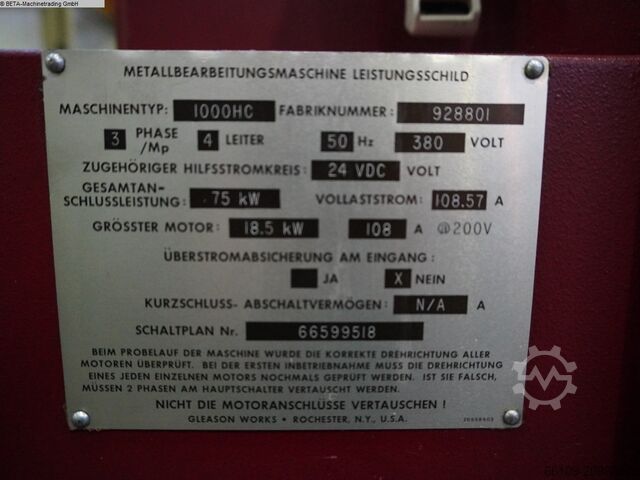 © BETA-Machinetrading GmbH
METALLBEARBEITUNGSMASCHINE LEISTUNGSSCHILD
MASCHINENTYP: 1000HC FABRIKNUMMER: 928801
3 PHASE /Mp 4 LEITER 50 Hz 380 VOLT
ZUGEHÖRIGER HILFSSTROMKREIS: 24 VDC VOLT
GESAMTAN-
SCHLUSSLEISTUNG: 75 kW VOLLASTSTROM: 108.57 A
GRÖSSTER MOTOR: 18.5 kW 108 A @200V
ÜBERSTROMABSICHERUNG AM EINGANG:
JA X NEIN
KURZSCHLUSS- ABSCHALTVERMÖGEN: N/A A
SCHALTPLAN Nr. 66599518
BEIM PROBELAUF DER MASCHINE WURDE DIE KORREKTE DREHRICHTUNG ALLER
MOTOREN ÜBERPRÜFT. BEI DER ERSTEN INBETRIEBNAHME MUSS DIE DREHRICHTUNG
EINES JEDEN EINZELNEN MOTORS NOCHMALS GEPRÜFT WERDEN. IST SIE FALSCH,
MÜSSEN 2 PHASEN AM HAUPTSCHALTER VERTAUSCHT WERDEN.
NICHT DIE MOTORANSCHLÜSSE VERTAUSCHEN !
GLEASON WORKS • ROCHESTER, N.Y., U.S.A.